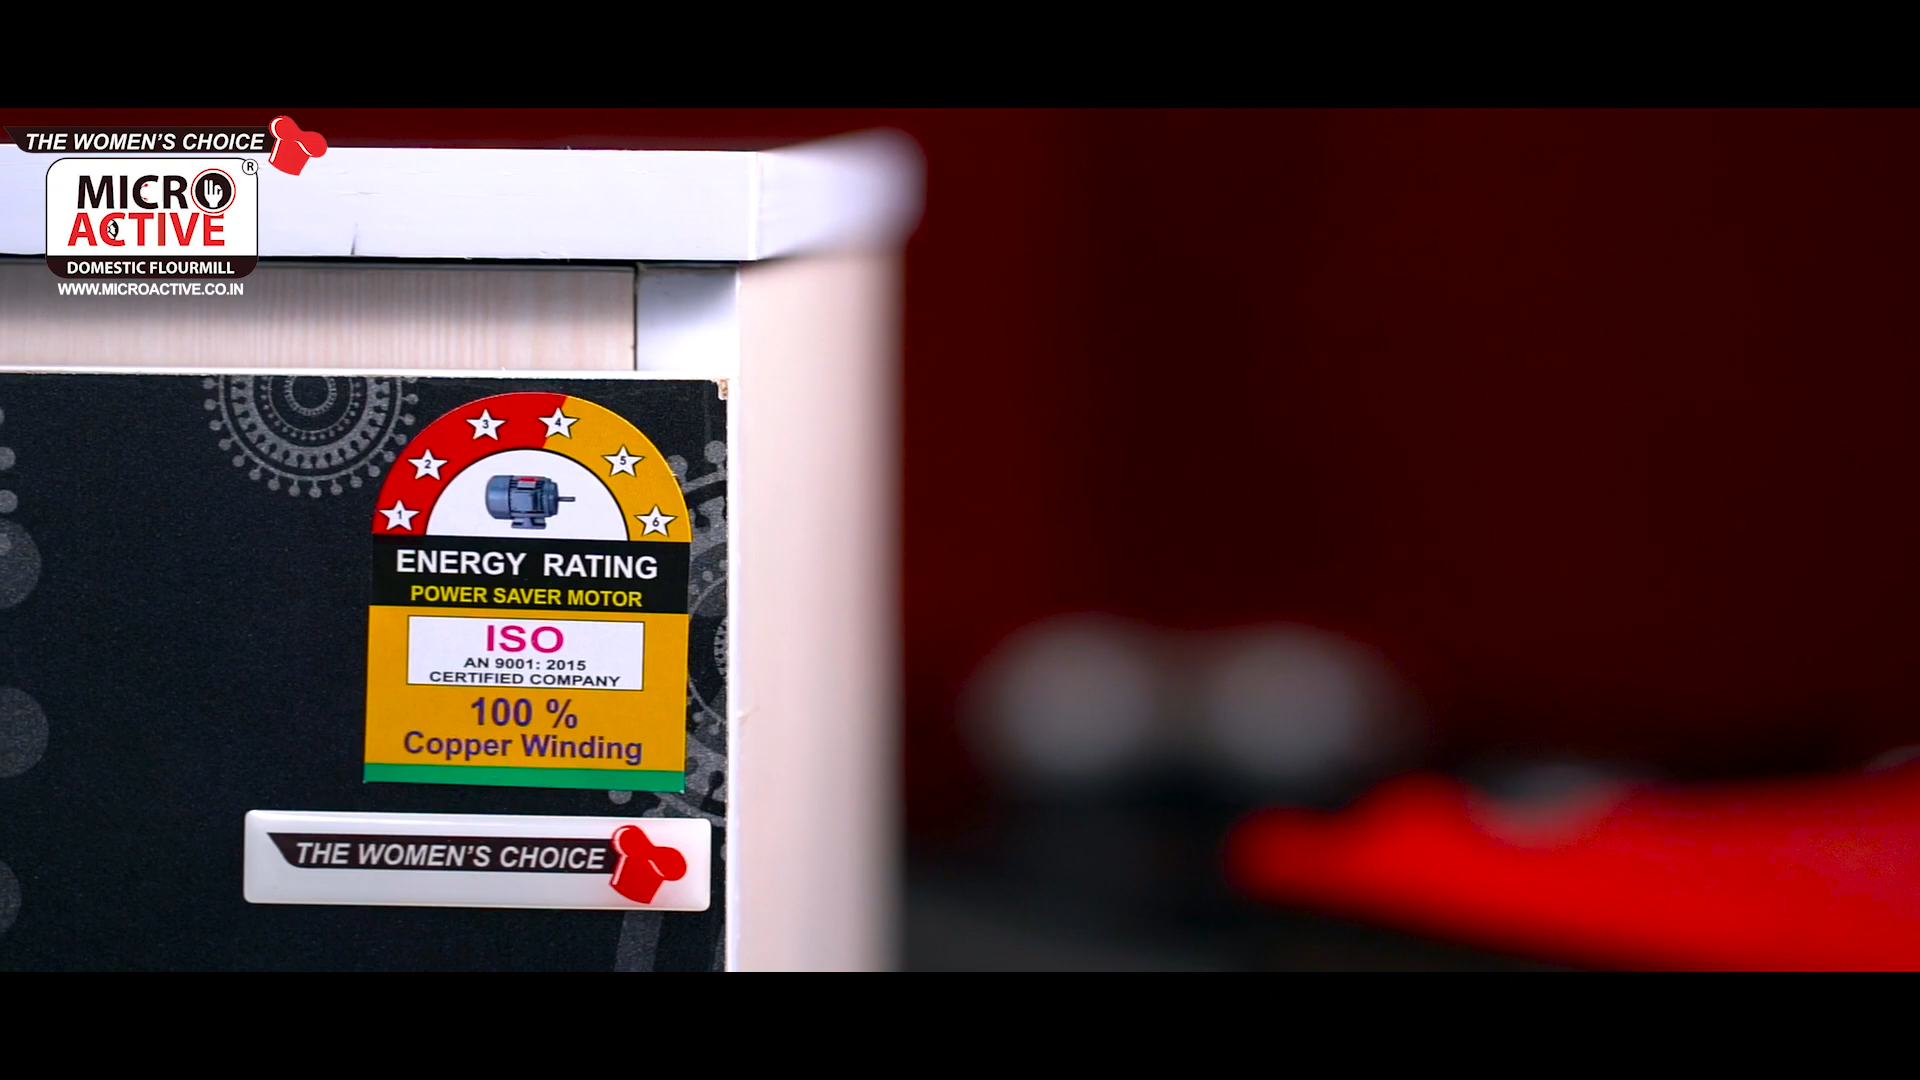 THE WOMEN'S CHOICE
MICRO
ACTIVE
®
DOMESTIC FLOURMILL
WWW.MICROACTIVE.CO.IN
1 2 3 4 5 6
ENERGY RATING
POWER SAVER MOTOR
ISO
AN 9001: 2015
CERTIFIED COMPANY
100 %
Copper Winding
THE WOMEN'S CHOICE